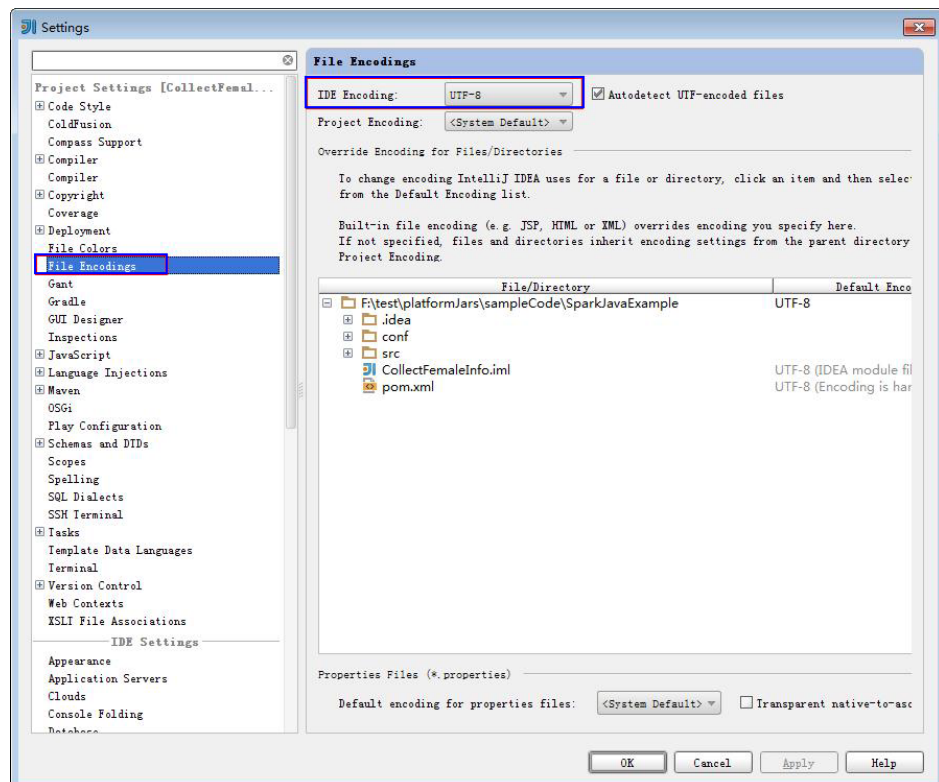 Settings
Project Settings [CollectFemal...
Code Style
ColdFusion
Compass Support
Compiler
Compiler
Copyright
Coverage
Deployment
File Colors
File Encodings
Gant
Gradle
GUI Designer
Inspections
JavaScript
Language Injections
Maven
OSGi
Play Configuration
Schemas and DTDs
Scopes
Spelling
SQL Dialects
SSH Terminal
Tasks
Template Data Languages
Terminal
Version Control
Web Contexts
XSLT File Associations
IDE Settings
Appearance
Application Servers
Clouds
Console Folding
Database
File Encodings
IDE Encoding: UTF-8 Autodetect UTF-encoded files
Project Encoding: <System Default>
Override Encoding for Files/Directories
To change encoding IntelliJ IDEA uses for a file or directory, click an item and then selec
from the Default Encoding list.
Built-in file encoding (e.g. JSP, HTML or XML) overrides encoding you specify here.
If not specified, files and directories inherit encoding settings from the parent directory
Project Encoding.
File/Directory Default Enco
F:\test\platformJars\sampleCode\SparkJavaExample UTF-8
.idea
conf
src
CollectFemaleInfo.iml UTF-8 (IDEA module fil
pom.xml UTF-8 (Encoding is har
Properties Files (*.properties)
Default encoding for properties files: <System Default> Transparent native-to-asc
OK Cancel Apply Help